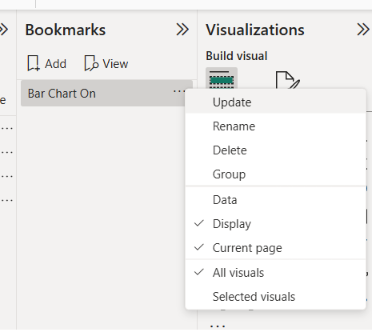 Bookmarks
Visualizations
Add
View
Build visual
Bar Chart On
Update
Rename
Delete
Group
Data
Display
Current page
All visuals
Selected visuals